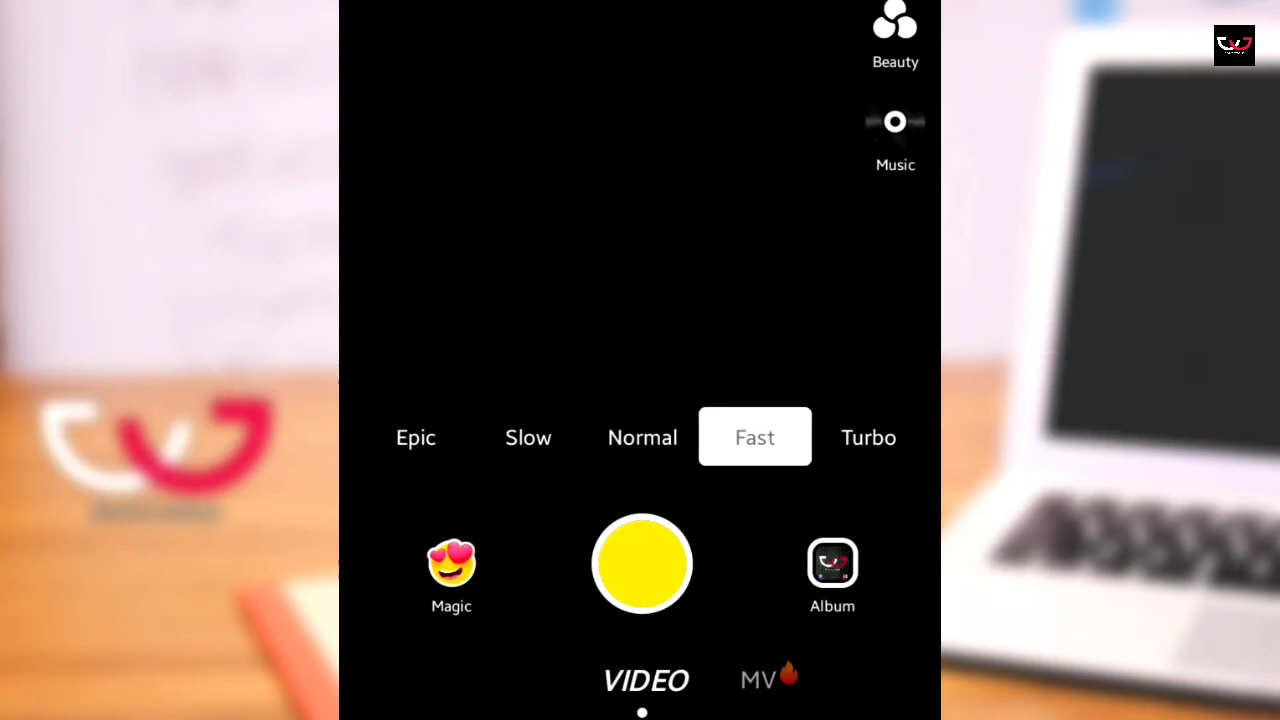 Beauty
Music
Epic Slow Normal Fast Turbo
Magic
Album
VIDEO MV